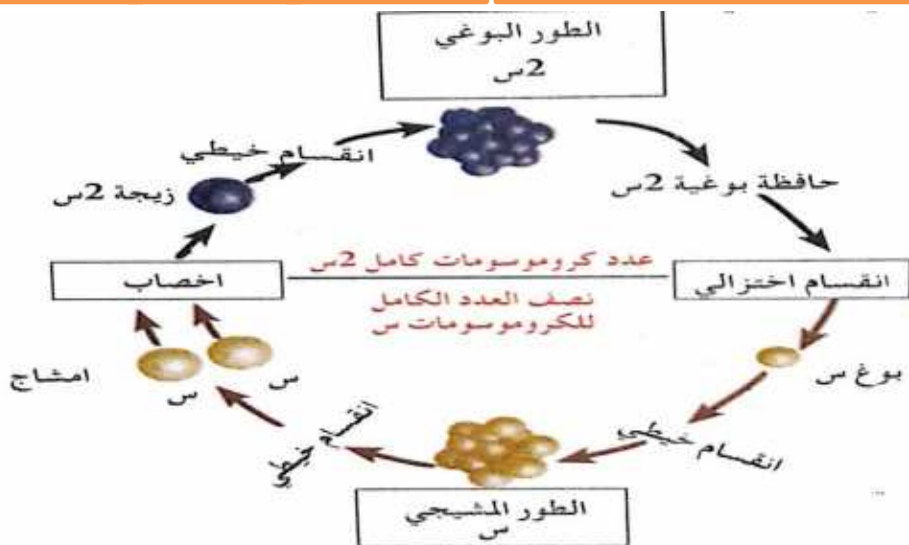 الطور البوغي
2س
انقسام خيطي
حافظة بوغية 2س
زيجة 2س
عدد كروموسومات كامل 2س
انقسام اختزالي
اخصاب
نصف العدد الكامل
للكروموسومات س
بوغ س
امشاج
س
س
انقسام خيطي
انقسام خيطي
الطور المشيجي
س